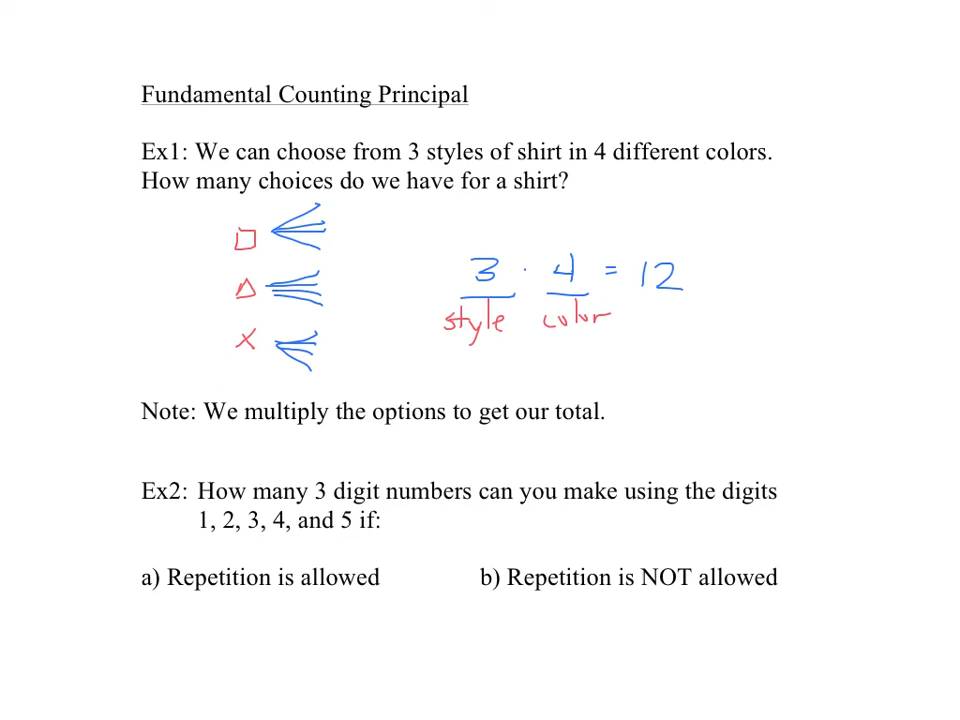 Fundamental Counting Principal
Ex1: We can choose from 3 styles of shirt in 4 different colors.
How many choices do we have for a shirt?
3 · 4 = 12
style color
Note: We multiply the options to get our total.
Ex2: How many 3 digit numbers can you make using the digits
1, 2, 3, 4, and 5 if:
a) Repetition is allowed b) Repetition is NOT allowed